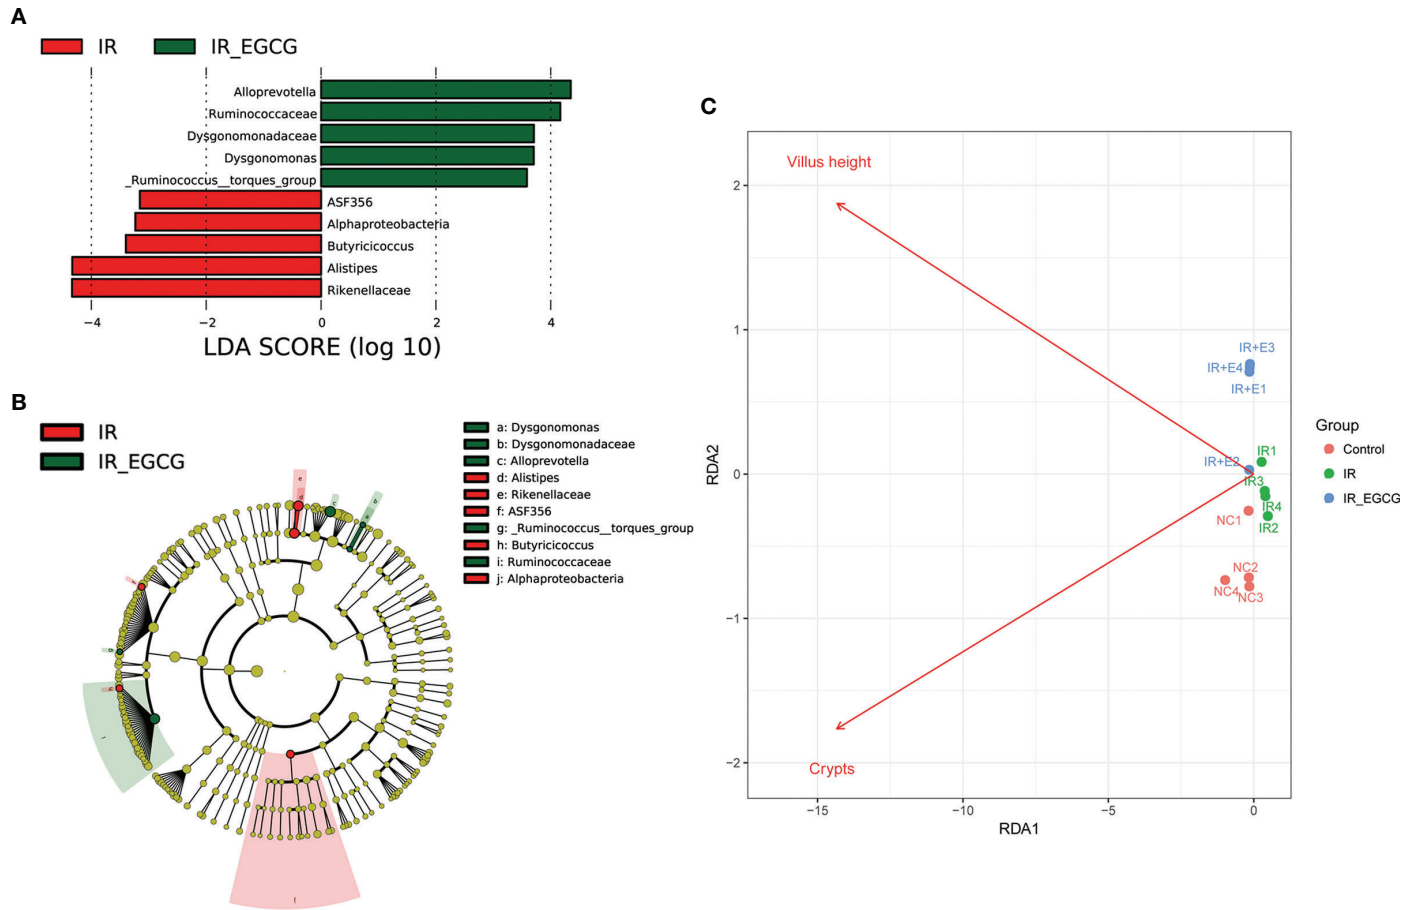 A
IR IR_EGCG
Alloprevotella
Ruminococcaceae
Dysgonomonadaceae
Dysgonomonas
_Ruminococcus__torques_group
ASF356
Alphaproteobacteria
Butyricicoccus
Alistipes
Rikenellaceae
−4 −2 0 2 4
LDA SCORE (log 10)
B
IR
IR_EGCG
a: Dysgonomonas
b: Dysgonomonadaceae
c: Alloprevotella
d: Alistipes
e: Rikenellaceae
f: ASF356
g: _Ruminococcus__torques_group
h: Butyricicoccus
i: Ruminococcaceae
j: Alphaproteobacteria
e
d
c
C
Villus height
2
1
0
−1
−2
RDA2
IR+E3
IR+E4
IR+E1
IR1
IR+E2
IR3
IR4
NC1
IR2
NC2
NC4
NC3
Crypts
−15 −10 −5 0
RDA1
Group
Control
IR
IR_EGCG